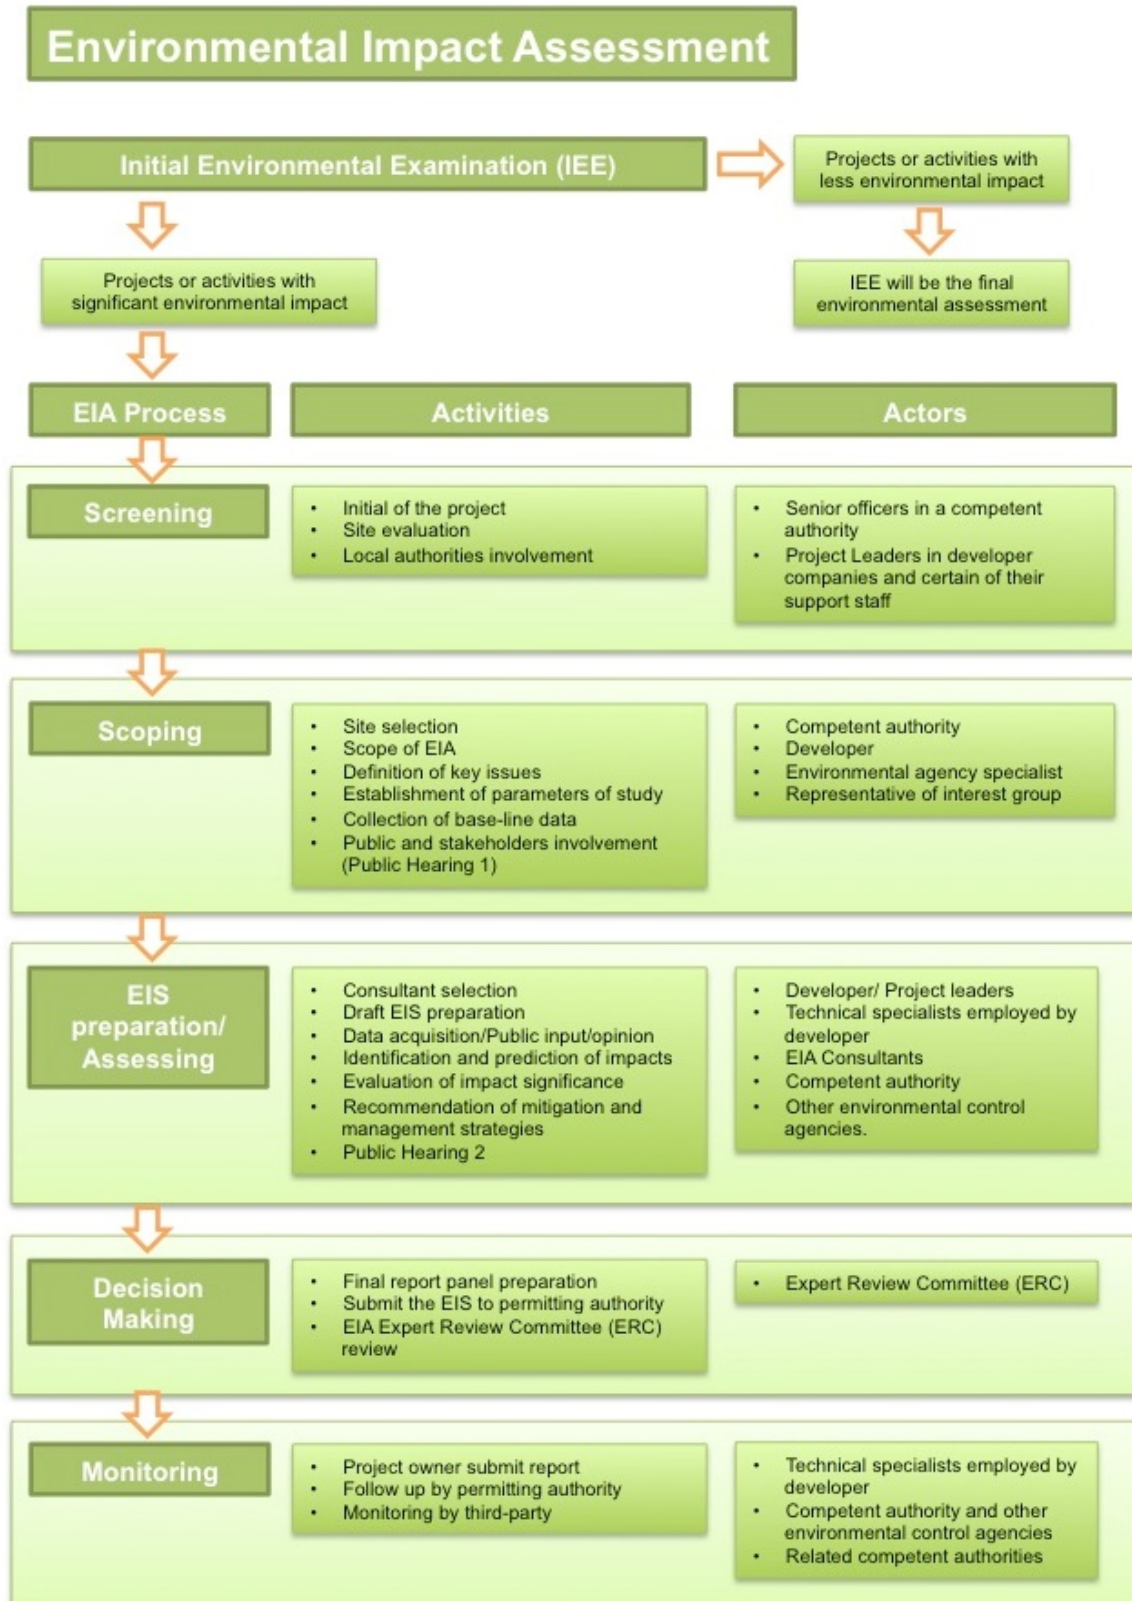 Environmental Impact Assessment
Initial Environmental Examination (IEE)
Projects or activities with
less environmental impact
Projects or activities with
significant environmental impact
IEE will be the final
environmental assessment
EIA Process
Activities
Actors
Screening
• Initial of the project
• Site evaluation
• Local authorities involvement
• Senior officers in a competent
authority
• Project Leaders in developer
companies and certain of their
support staff
Scoping
• Site selection
• Scope of EIA
• Definition of key issues
• Establishment of parameters of study
• Collection of base-line data
• Public and stakeholders involvement
(Public Hearing 1)
• Competent authority
• Developer
• Environmental agency specialist
• Representative of interest group
EIS
preparation/
Assessing
• Consultant selection
• Draft EIS preparation
• Data acquisition/Public input/opinion
• Identification and prediction of impacts
• Evaluation of impact significance
• Recommendation of mitigation and
management strategies
• Public Hearing 2
• Developer/ Project leaders
• Technical specialists employed by
developer
• EIA Consultants
• Competent authority
• Other environmental control
agencies.
Decision
Making
• Final report panel preparation
• Submit the EIS to permitting authority
• EIA Expert Review Committee (ERC)
review
• Expert Review Committee (ERC)
Monitoring
• Project owner submit report
• Follow up by permitting authority
• Monitoring by third-party
• Technical specialists employed by
developer
• Competent authority and other
environmental control agencies
• Related competent authorities